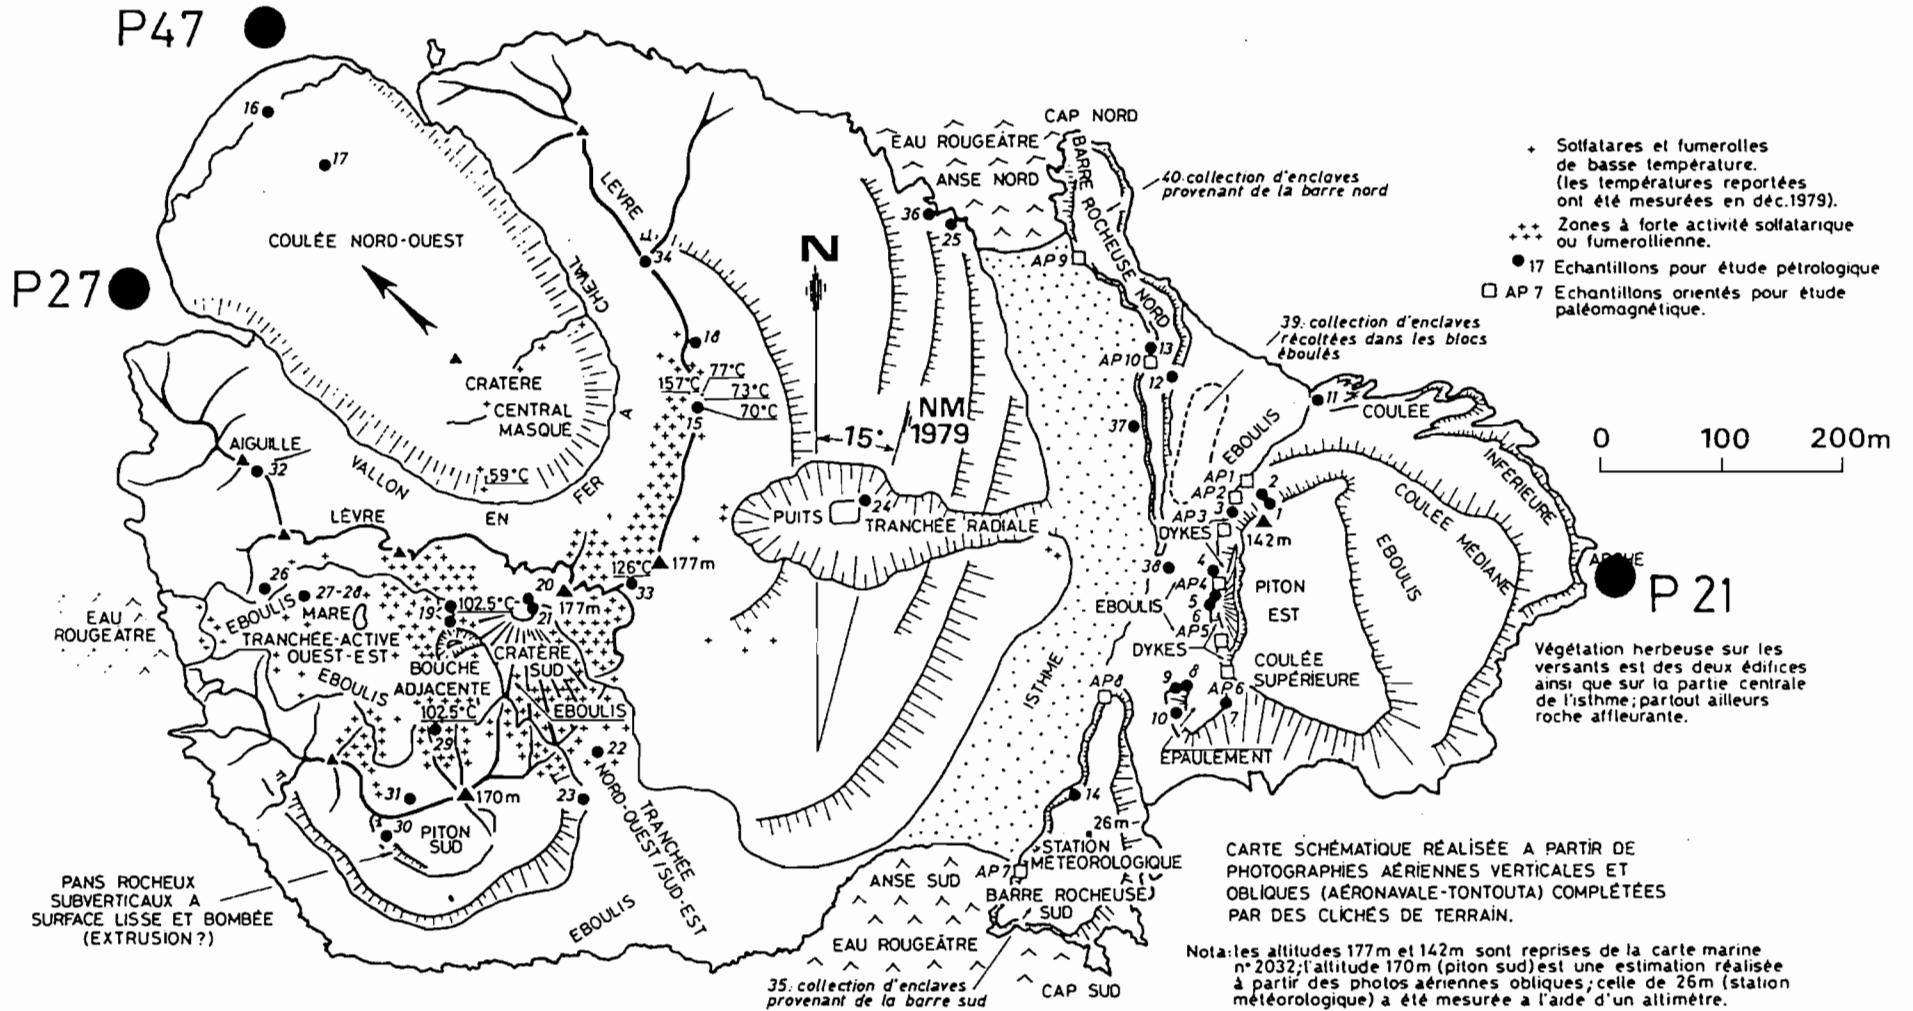 P47
16
17
COULÉE NORD-OUEST
P27
LÈVRE
34
CHEVAL
18
77°C
157°C
73°C
70°C
15
CRATÈRE
CENTRAL
MASQUÉ
A
59°C
FER
EN
VALLON
AIGUILLE
32
LÈVRE
N
15°
NM
1979
PUITS
24
TRANCHÉE RADIALE
36
25
EAU ROUGEÂTRE
ANSE NORD
CAP NORD
BARRE ROCHEUSE NORD
40: collection d'enclaves
provenant de la barre nord
AP9
13
AP10
12
37
39: collection d'enclaves
récoltées dans les blocs
éboulés
11
COULÉE
INFÉRIEURE
EBOULIS
COULÉE MÉDIANE
EBOULIS
AP1
AP2
2
1
3
AP3
DYKES
142m
38
4
AP4
5
6
EBOULIS
AP5
DYKES
PITON
EST
COULÉE
SUPÉRIEURE
9
8
AP6
10
7
ÉPAULEMENT
ISTHME
AP8
14
26m
STATION
MÉTÉOROLOGIQUE
AP7
BARRE ROCHEUSE
SUD
ANSE SUD
EAU ROUGEÂTRE
CAP SUD
35: collection d'enclaves
provenant de la barre sud
126°C
177m
33
20
177m
21
102.5°C
19
26
27-28
EBOULIS
MARE
EAU
ROUGEATRE
TRANCHÉE-ACTIVE
OUEST-EST
EBOULIS
BOUCHE
ADJACENTE
CRATÈRE
SUD
EBOULIS
102.5°C
29
22
31
170m
23
30
PITON
SUD
TRANCHÉE
NORD-OUEST/SUD-EST
EBOULIS
PANS ROCHEUX
SUBVERTICAUX A
SURFACE LISSE ET BOMBÉE
(EXTRUSION?)
Solfatares et fumerolles
de basse température.
(les températures reportées
ont été mesurées en déc.1979).
Zones à forte activité solfatarique
ou fumerollienne.
17 Echantillons pour étude pétrologique
AP 7 Echantillons orientés pour étude
paléomagnétique.
0 100 200m
ARCHE
P 21
Végétation herbeuse sur les
versants est des deux édifices
ainsi que sur la partie centrale
de l'isthme; partout ailleurs
roche affleurante.
CARTE SCHÉMATIQUE RÉALISÉE A PARTIR DE
PHOTOGRAPHIES AÉRIENNES VERTICALES ET
OBLIQUES (AÉRONAVALE-TONTOUTA) COMPLÉTÉES
PAR DES CLICHÉS DE TERRAIN.
Nota: les altitudes 177m et 142m sont reprises de la carte marine
n° 2032; l'altitude 170m (piton sud) est une estimation réalisée
à partir des photos aériennes obliques; celle de 26m (station
météorologique) a été mesurée a l'aide d'un altimètre.